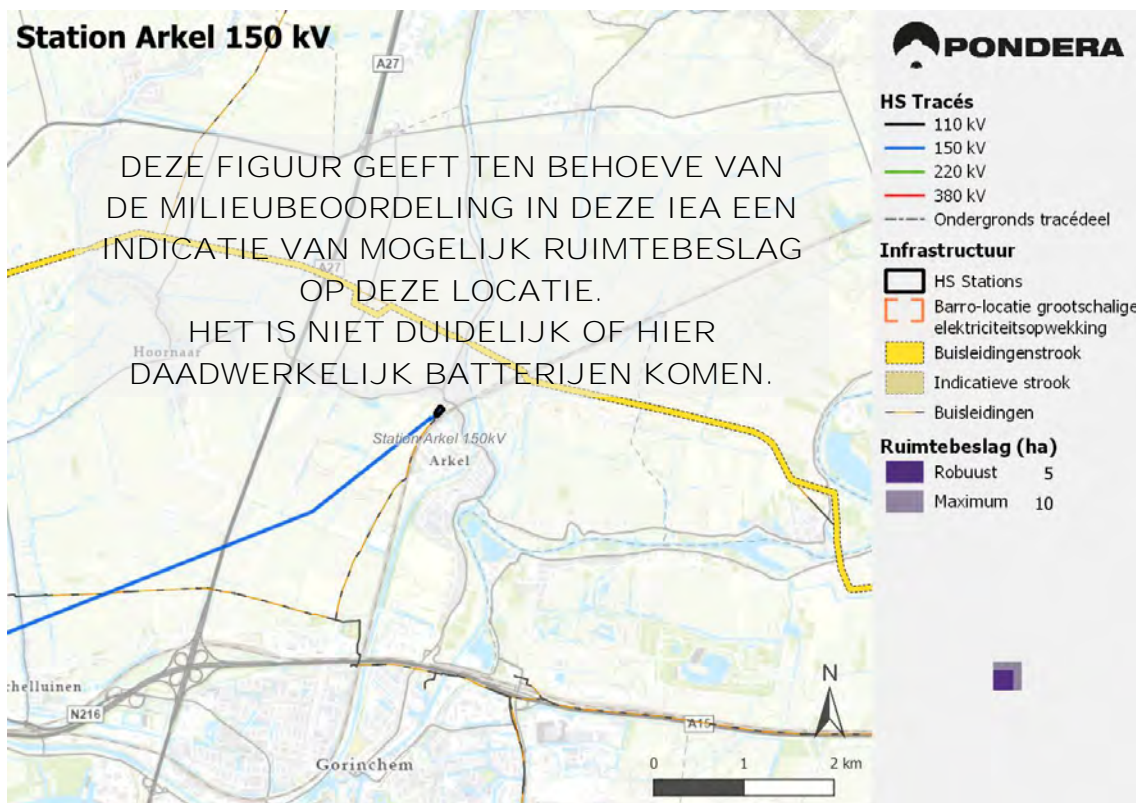 Station Arkel 150 kV
A27
DEZE FIGUUR GEEFT TEN BEHOEVE VAN
DE MILIEUBEOORDELING IN DEZE IEA EEN
INDICATIE VAN MOGELIJK RUIMTEBESLAG
A27
OP DEZE LOCATIE.
HET IS NIET DUIDELIJK OF HIER
Hoornaar
DAADWERKELIJK BATTERIJEN KOMEN.
Station Arkel 150kV
Arkel
chelluinen
N216
A15
Gorinchem
N
0 1 2 km
PONDERA
HS Tracés
110 kV
150 kV
220 kV
380 kV
Ondergronds tracédeel
Infrastructuur
HS Stations
Barro-locatie grootschalige
elektriciteitsopwekking
Buisleidingenstrook
Indicatieve strook
Buisleidingen
Ruimtebeslag (ha)
Robuust 5
Maximum 10